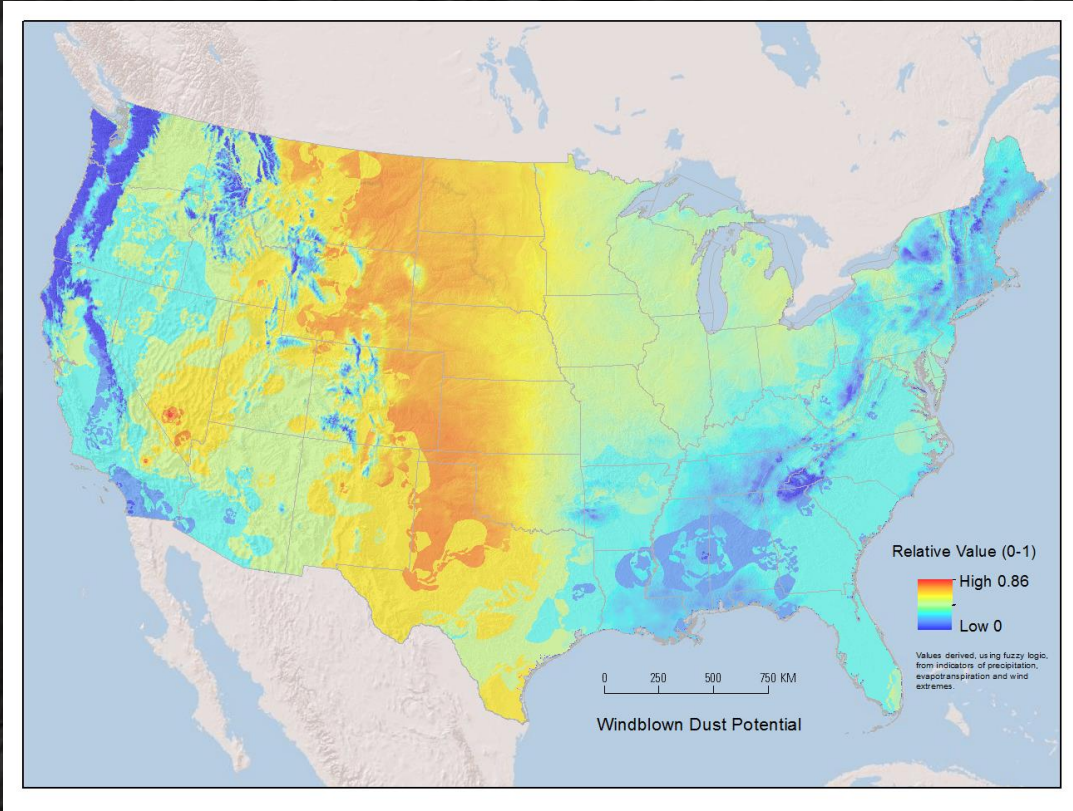 Relative Value (0-1)
High 0.86
Low 0
Values derived, using fuzzy logic,
from indicators of precipitation,
evapotranspiration and wind
extremes.
0 250 500 750 KM
Windblown Dust Potential